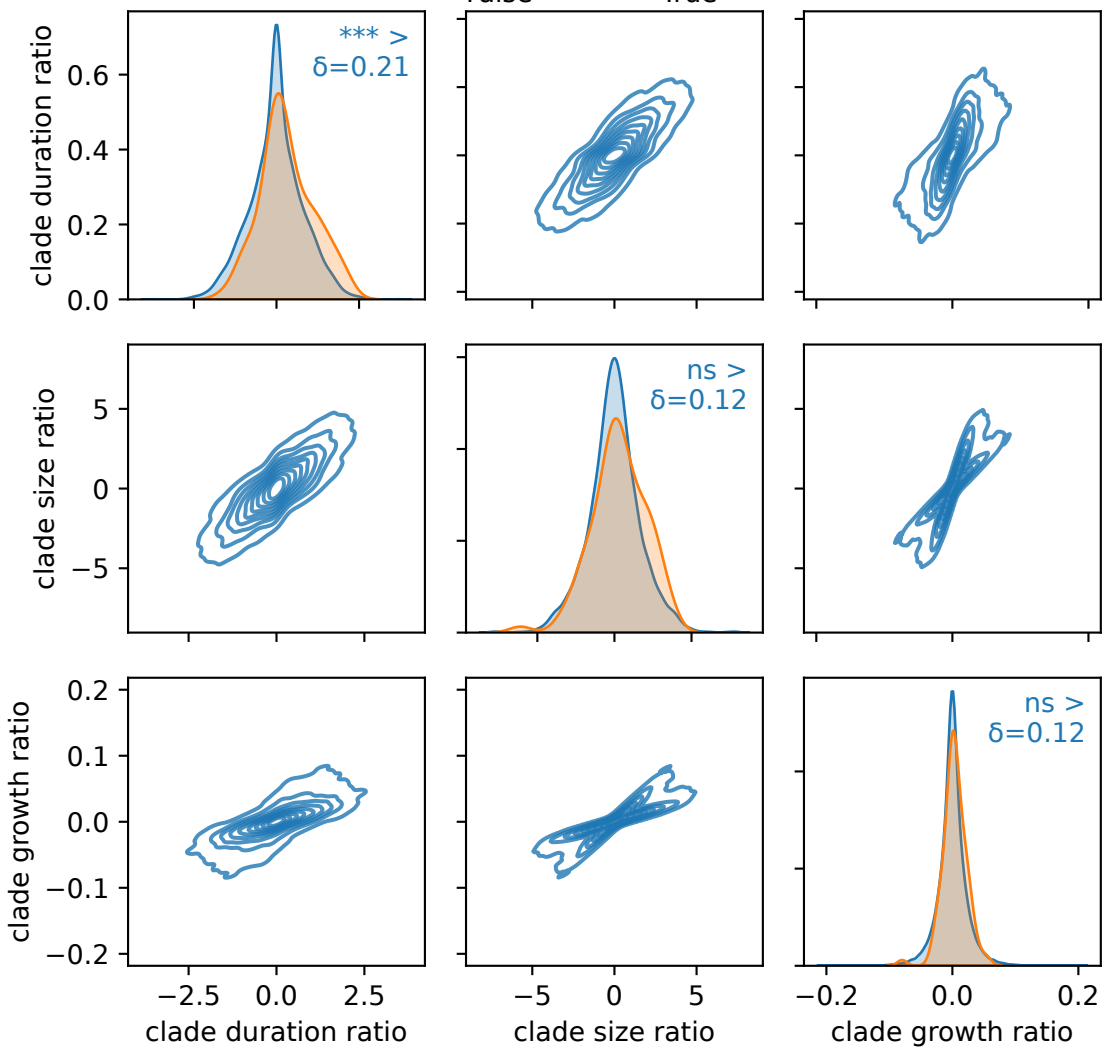 clade duration ratio
0.6
0.4
0.2
0.0
*** >
δ=0.21
clade size ratio
5
0
−5
ns >
δ=0.12
clade growth ratio
0.2
0.1
0.0
−0.1
−0.2
ns >
δ=0.12
−2.5 0.0 2.5
clade duration ratio
−5 0 5
clade size ratio
−0.2 0.0 0.2
clade growth ratio